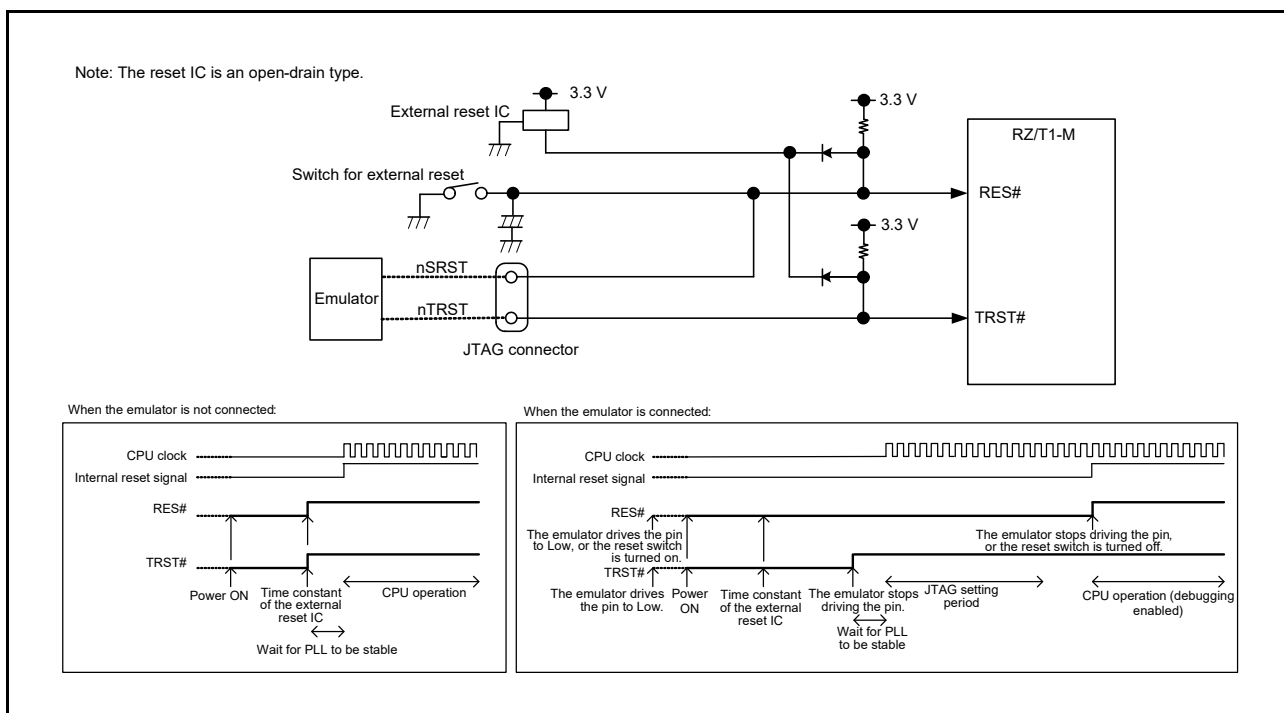 Note: The reset IC is an open-drain type.
3.3 V
External reset IC
3.3 V
RZ/T1-M
Switch for external reset
RES#
3.3 V
nSRST
Emulator
nTRST
TRST#
JTAG connector
When the emulator is not connected:
CPU clock
Internal reset signal
RES#
TRST#
Power ON
Time constant
of the external
reset IC
CPU operation
Wait for PLL to be stable
When the emulator is connected:
CPU clock
Internal reset signal
RES#
The emulator drives the pin
to Low, or the reset switch
is turned on.
The emulator stops driving the pin,
or the reset switch is turned off.
TRST#
The emulator drives
the pin to Low.
Power
ON
Time constant
of the external
reset IC
The emulator stops
driving the pin.
JTAG setting
period
CPU operation (debugging
enabled)
Wait for PLL
to be stable